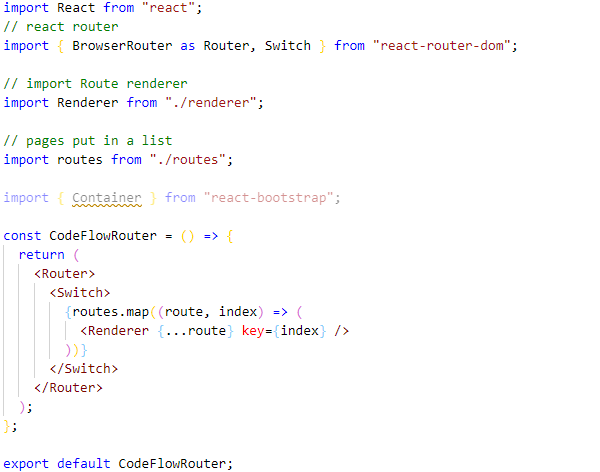 import React from "react";
// react router
import { BrowserRouter as Router, Switch } from "react-router-dom";
// import Route renderer
import Renderer from "./renderer";
// pages put in a list
import routes from "./routes";
import { Container } from "react-bootstrap";
const CodeFlowRouter = () => {
return (
<Router>
<Switch>
{routes.map((route, index) => (
<Renderer {...route} key={index} />
))}
</Switch>
</Router>
);
};
export default CodeFlowRouter;